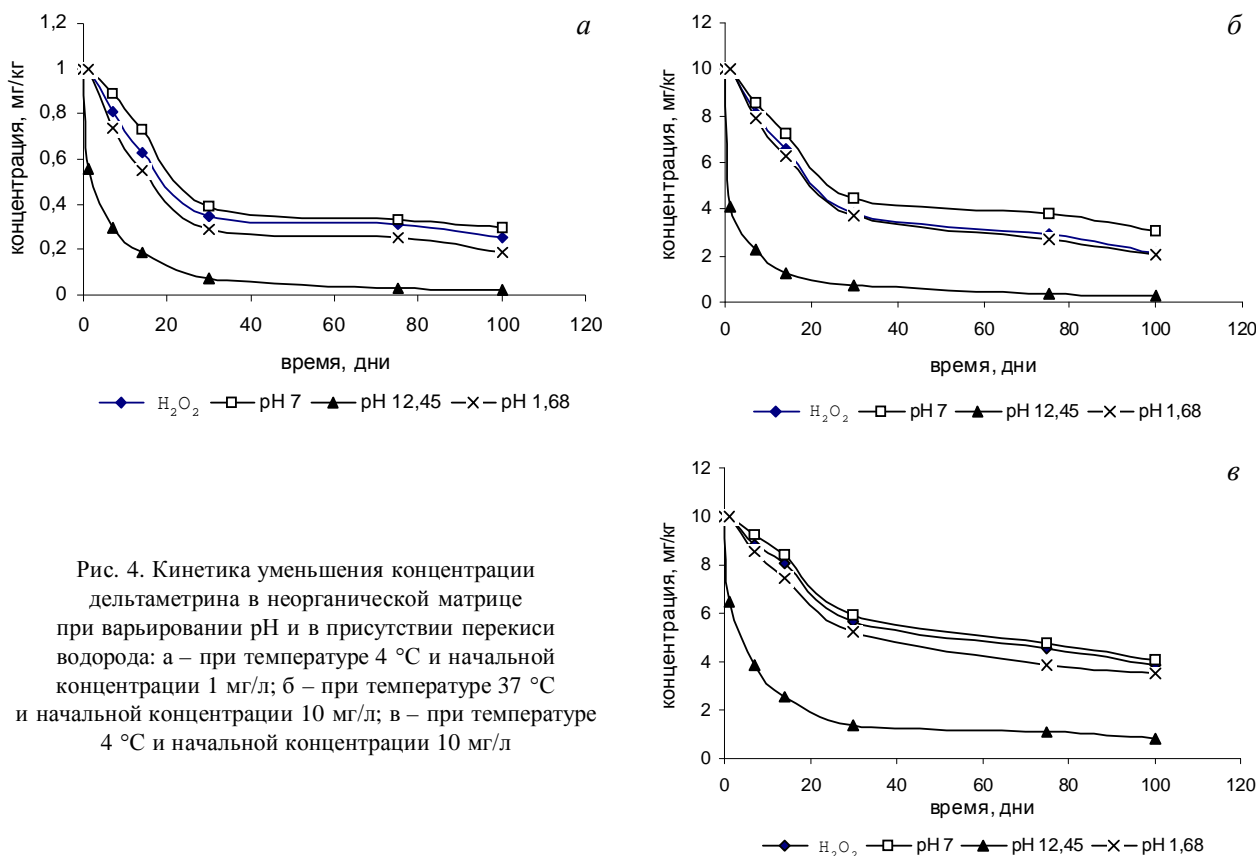 а
концентрация, мг/кг
1,2
1
0,8
0,6
0,4
0,2
0
0 20 40 60 80 100 120
время, дни
H₂O₂ pH 7 pH 12,45 pH 1,68
б
концентрация, мг/кг
12
10
8
6
4
2
0
0 20 40 60 80 100 120
время, дни
H₂O₂ pH 7 pH 12,45 pH 1,68
Рис. 4. Кинетика уменьшения концентрации
дельтаметрина в неорганической матрице
при варьировании pH и в присутствии перекиси
водорода: а – при температуре 4 °С и начальной
концентрации 1 мг/л; б – при температуре 37 °С
и начальной концентрации 10 мг/л; в – при температуре
4 °С и начальной концентрации 10 мг/л
в
концентрация, мг/кг
12
10
8
6
4
2
0
0 20 40 60 80 100 120
время, дни
H₂O₂ pH 7 pH 12,45 pH 1,68